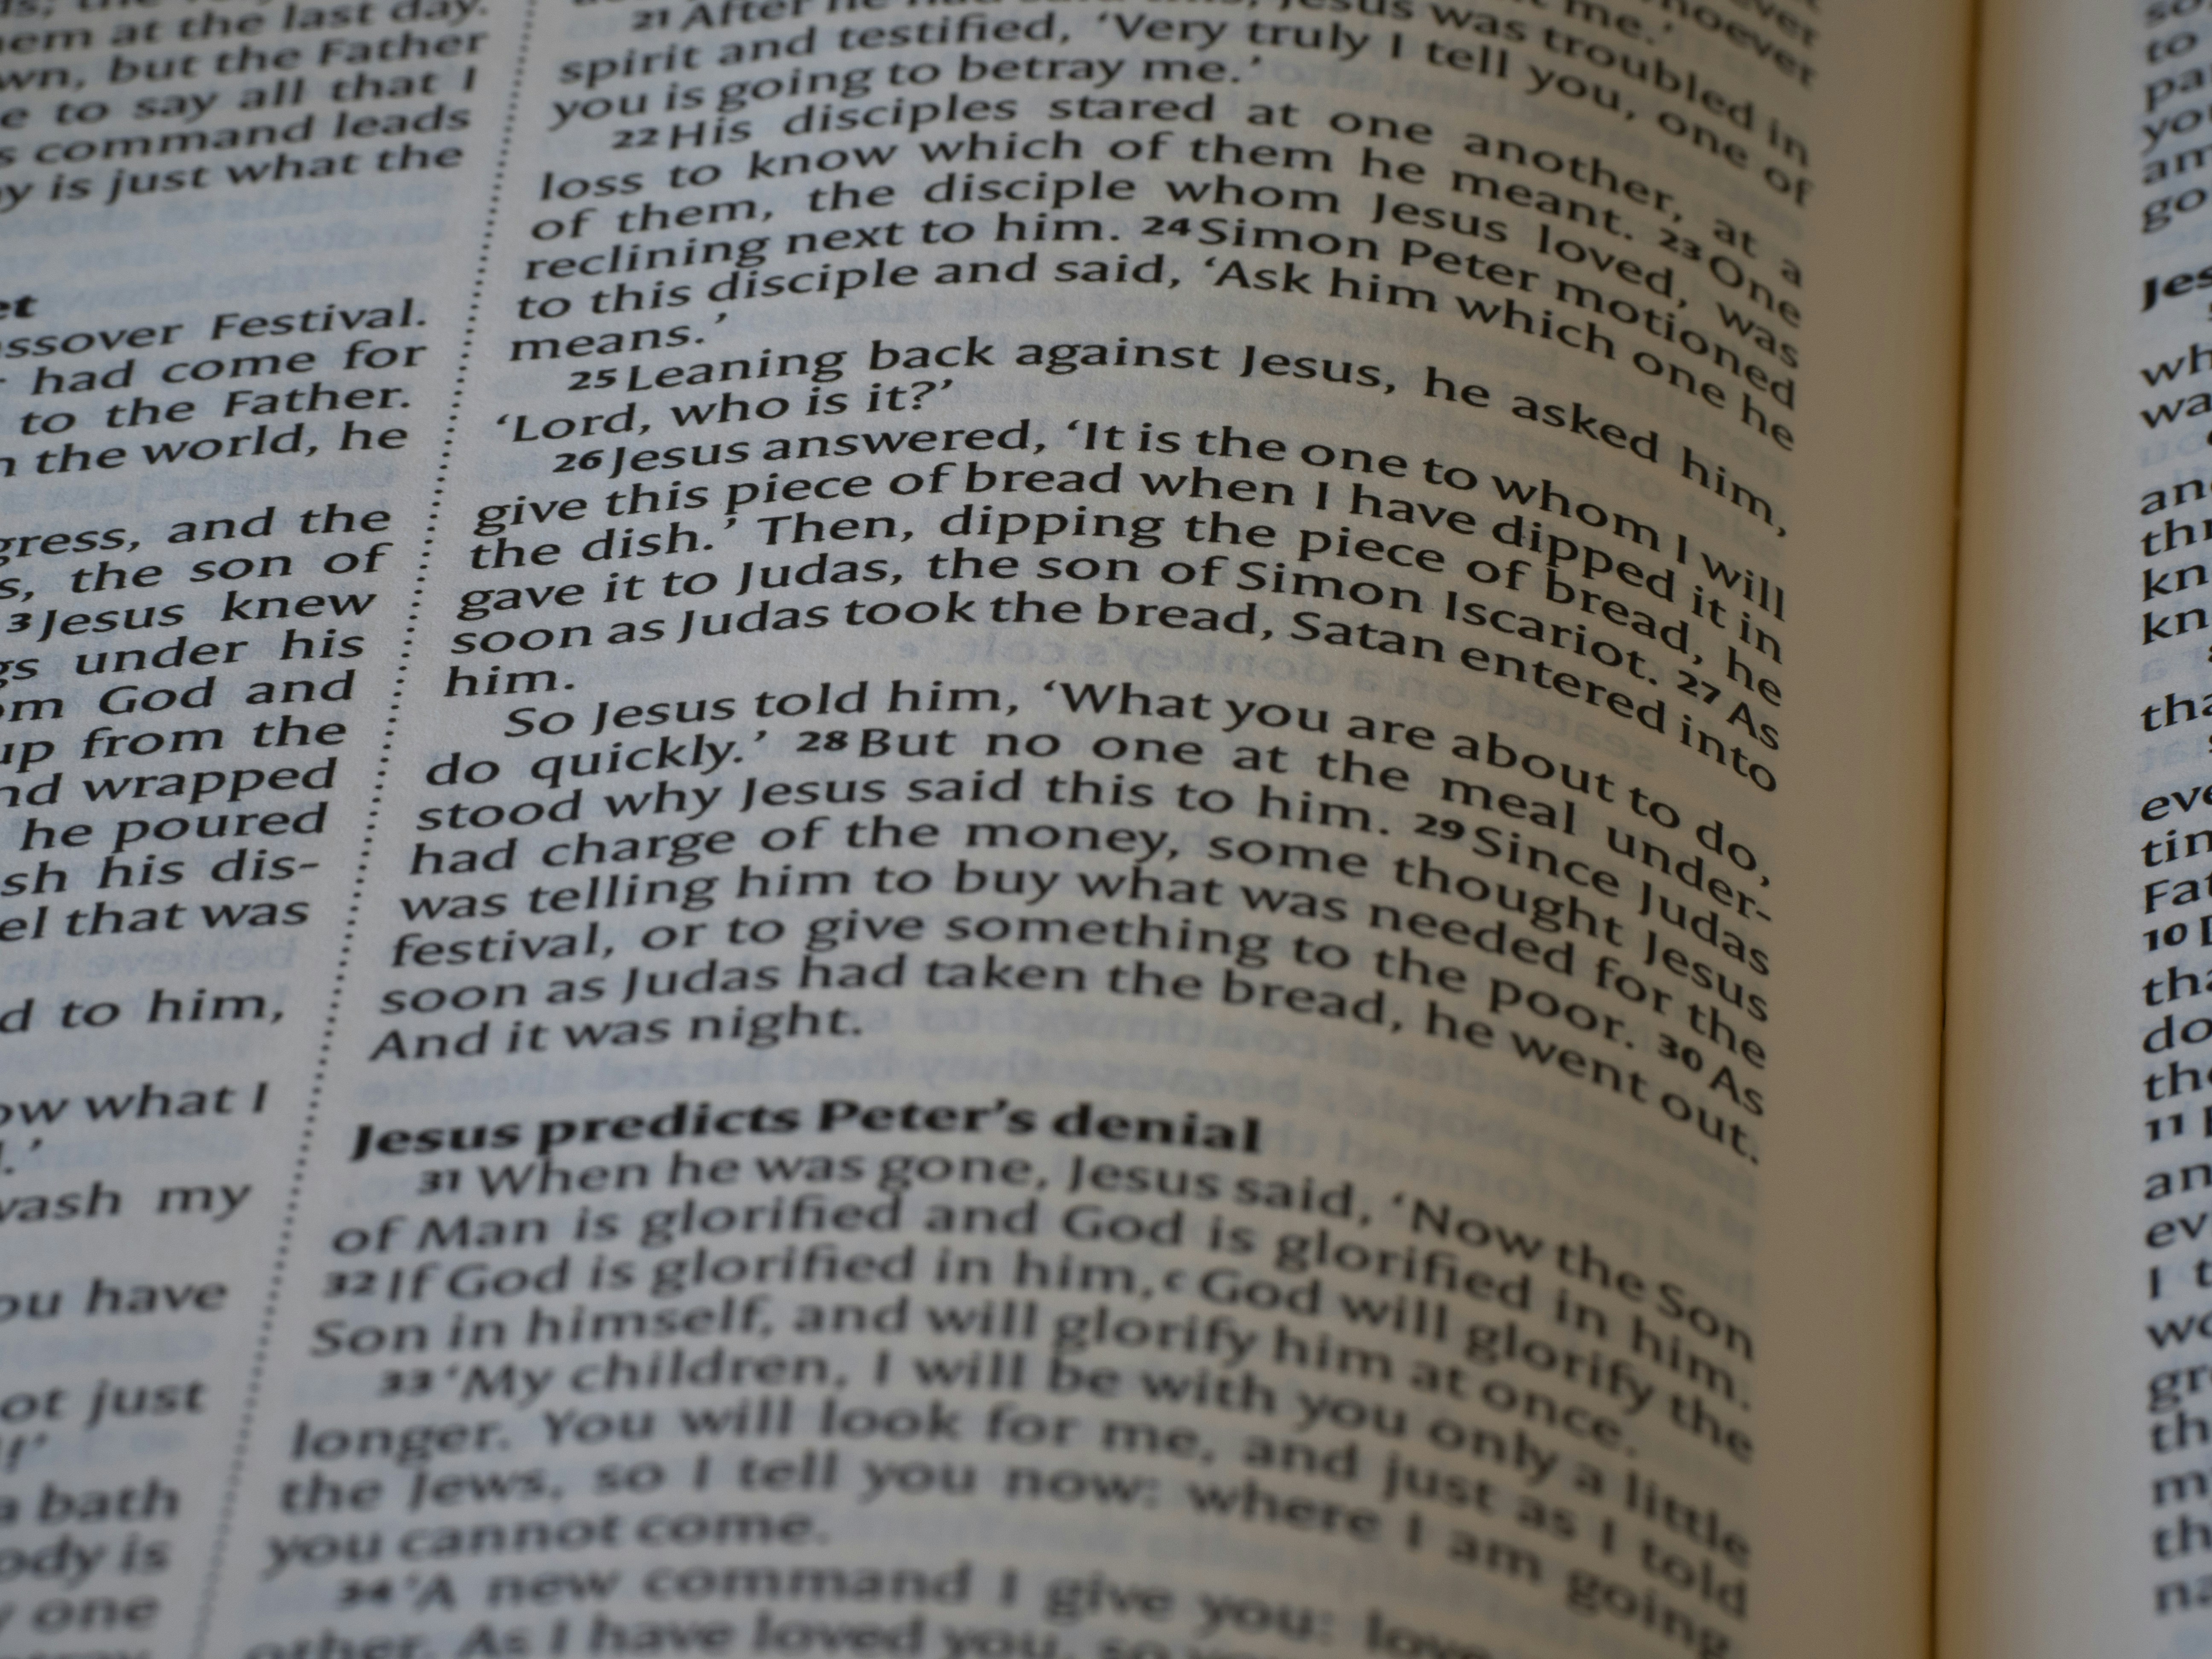 em at the last day.
wn, but the Father
e to say all that I
s command leads
y is just what the
et
ssover Festival.
had come for
to the Father.
n the world, he
gress, and the
s, the son of
3 Jesus knew
gs under his
om God and
up from the
nd wrapped
he poured
sh his dis-
el that was
d to him,
ow what I
.’
wash my
ou have
ot just
!’
a bath
ody is
one
21 After he had said this, Jesus was troubled in
spirit and testified, ‘Very truly I tell you, one of
you is going to betray me.’
22 His disciples stared at one another, at a
loss to know which of them he meant. 23 One
of them, the disciple whom Jesus loved, was
reclining next to him. 24 Simon Peter motioned
to this disciple and said, ‘Ask him which one he
means.’
25 Leaning back against Jesus, he asked him,
‘Lord, who is it?’
26 Jesus answered, ‘It is the one to whom I will
give this piece of bread when I have dipped it in
the dish.’ Then, dipping the piece of bread, he
gave it to Judas, the son of Simon Iscariot. 27 As
soon as Judas took the bread, Satan entered into
him.
So Jesus told him, ‘What you are about to do,
do quickly.’ 28 But no one at the meal under-
stood why Jesus said this to him. 29 Since Judas
had charge of the money, some thought Jesus
was telling him to buy what was needed for the
festival, or to give something to the poor. 30 As
soon as Judas had taken the bread, he went out.
And it was night.
Jesus predicts Peter’s denial
31 When he was gone, Jesus said, ‘Now the Son
of Man is glorified and God is glorified in him.
32 If God is glorified in him,c God will glorify the
Son in himself, and will glorify him at once.
33 ‘My children, I will be with you only a little
longer. You will look for me, and just as I told
the Jews, so I tell you now: where I am going
you cannot come.
34 ‘A new command I give you: love
other. As I have loved you, so
to
pa
yo
am
go
Jes
wh
wa
an
thi
kn
kn
tha
eve
tin
Fat
10
tha
do
the
11
an
ev
I t
wo
gr
th
m
th
na